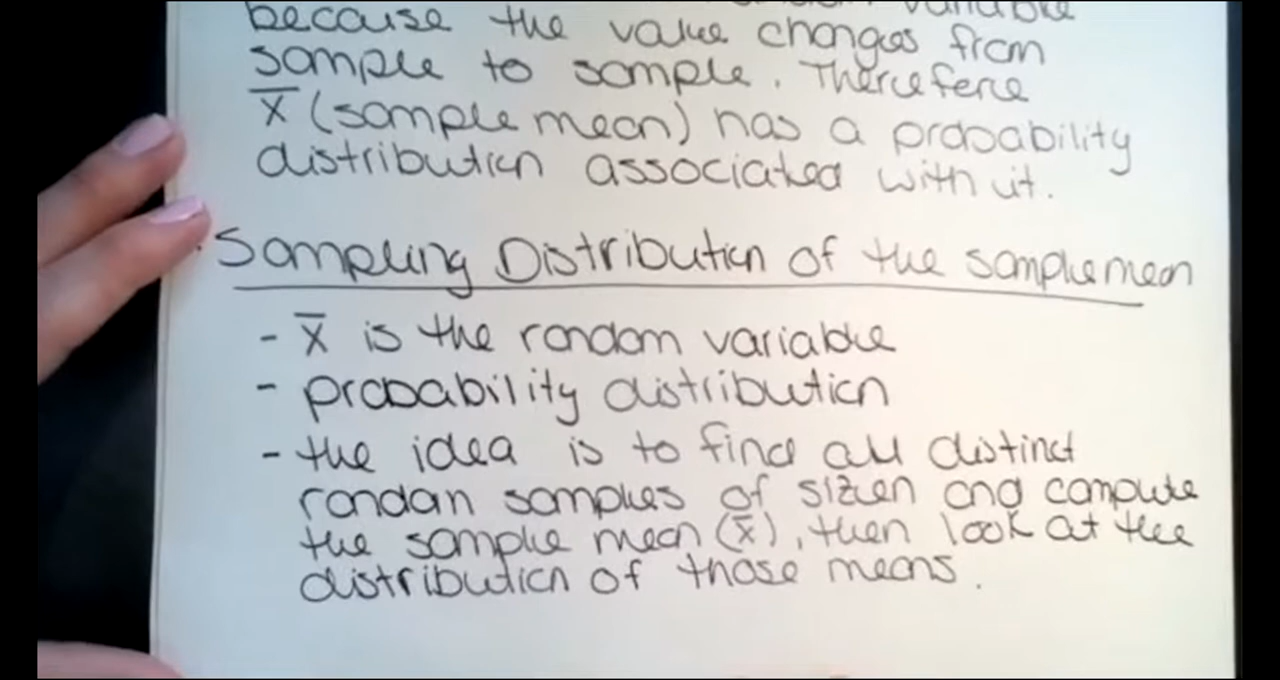 variable
because the value changes from
sample to sample. Therefere
x̄ (sample mean) has a probability
distribution associated with it.
Sampling Distribution of the sample mean
- x̄ is the random variable
- probability distribution
- the idea is to find all distinct
random samples of size n and compute
the sample mean (x̄), then look at the
distribution of those means.